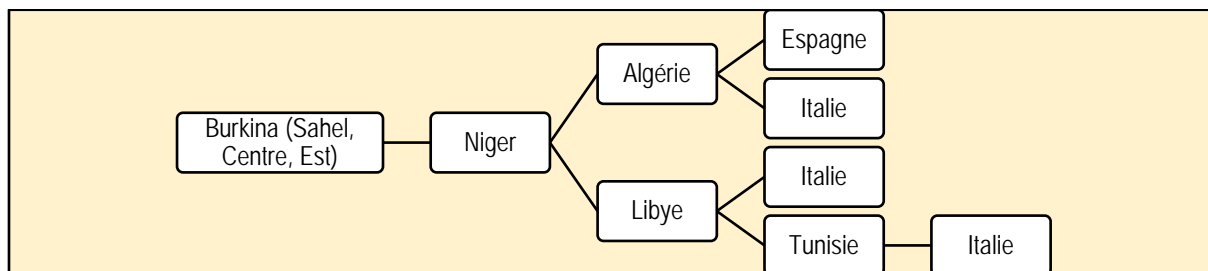 Espagne
Algérie
Italie
Burkina (Sahel,
Centre, Est)
Niger
Italie
Libye
Tunisie
Italie